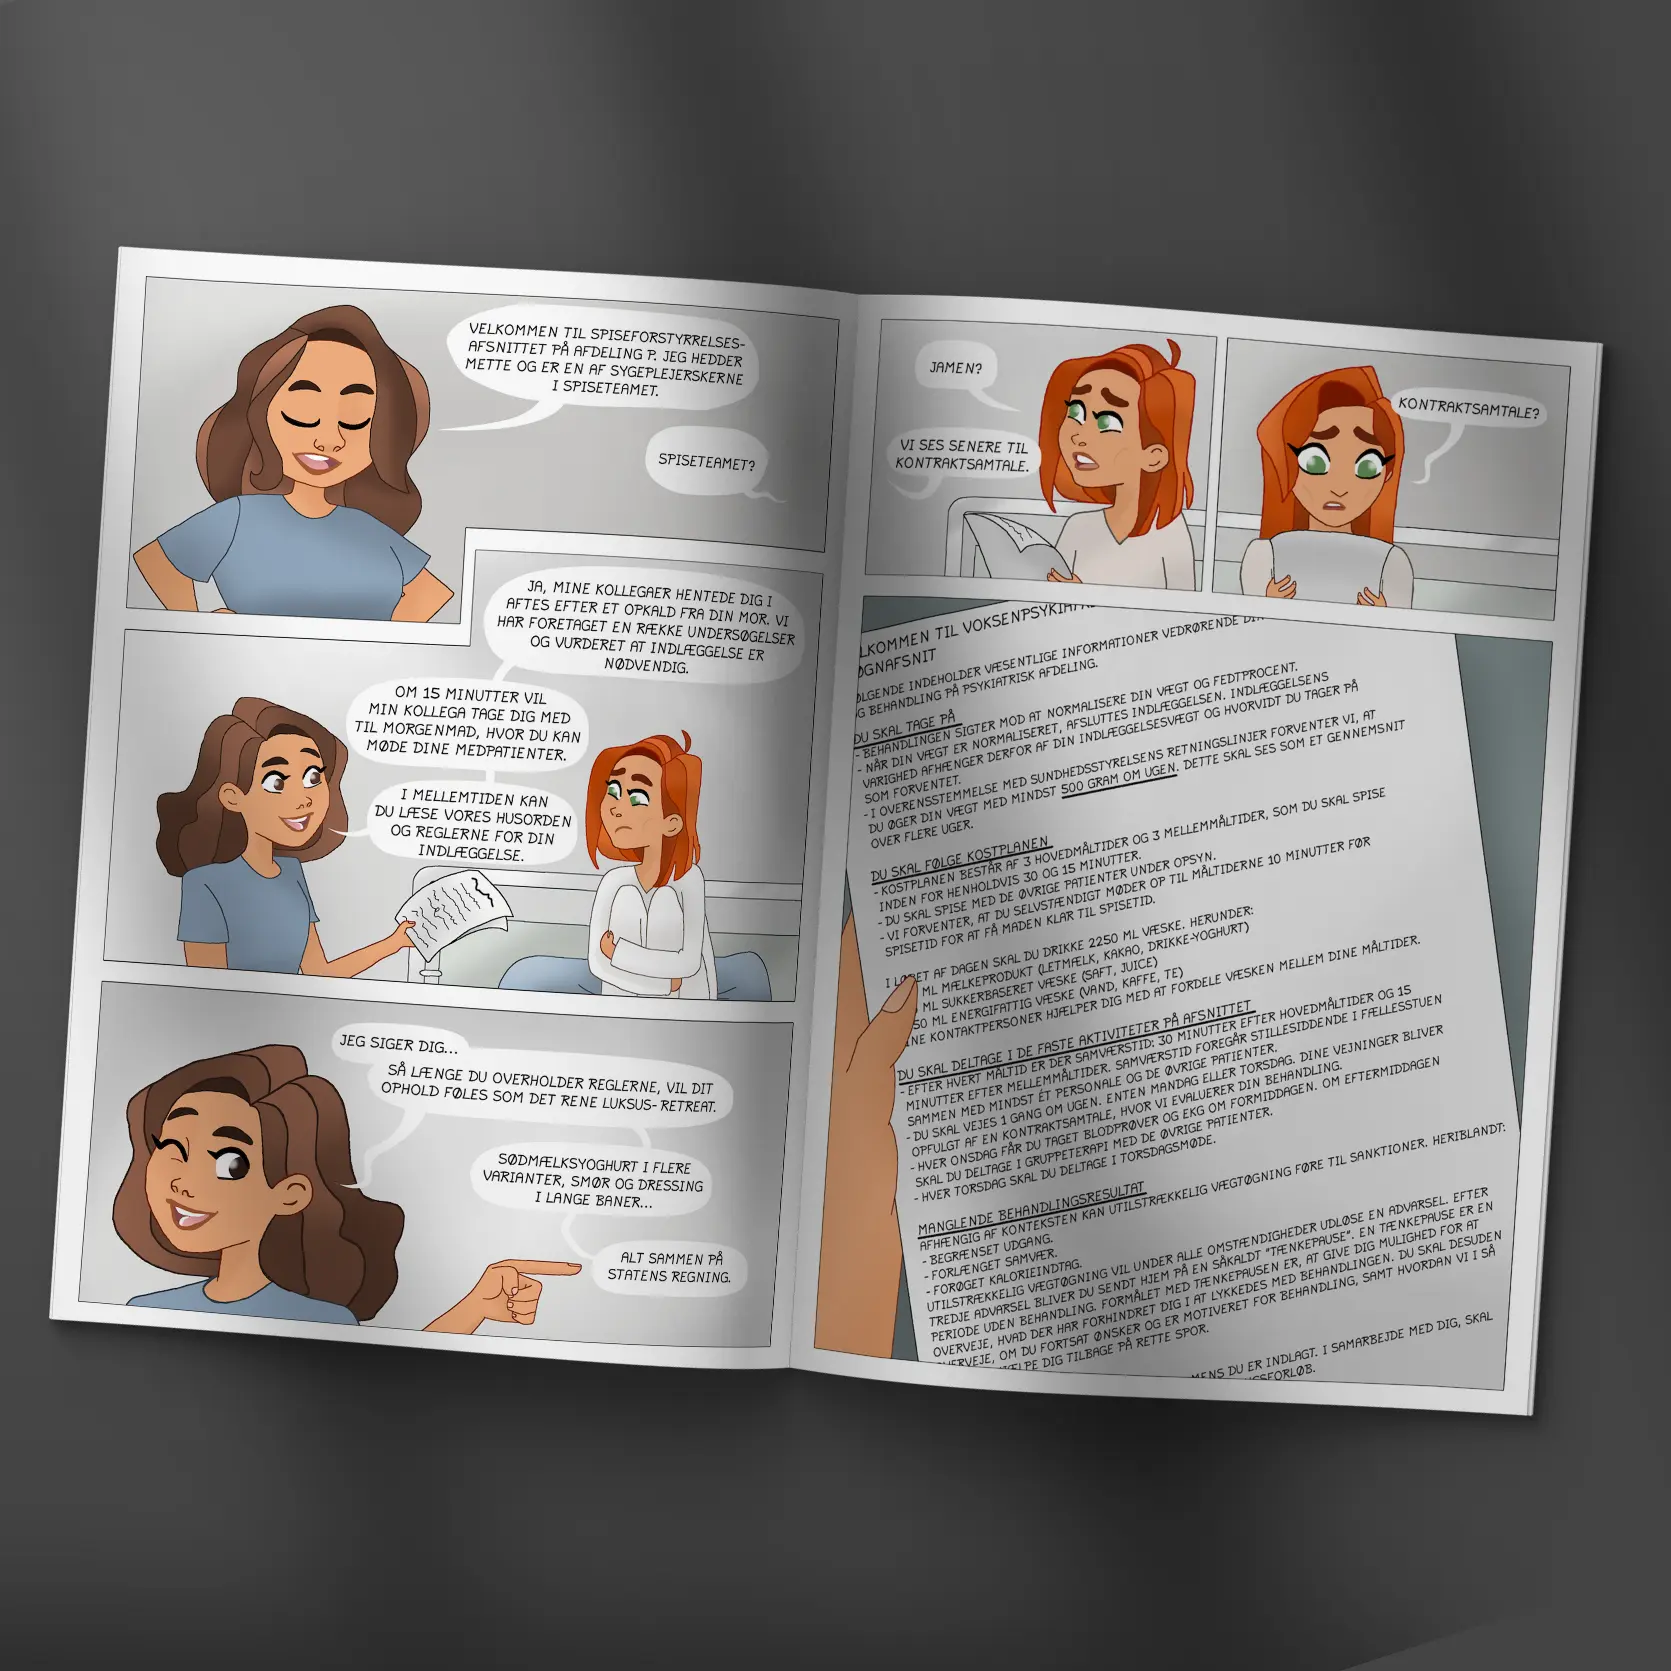 VELKOMMEN TIL SPISEFORSTYRRELSES-
AFSNITTET PÅ AFDELING P. JEG HEDDER
METTE OG ER EN AF SYGEPLEJERSKERNE
I SPISETEAMET.
SPISETEAMET?
JA, MINE KOLLEGAER HENTEDE DIG I
AFTES EFTER ET OPKALD FRA DIN MOR. VI
HAR FORETAGET EN RÆKKE UNDERSØGELSER
OG VURDERET AT INDLÆGGELSE ER
NØDVENDIG.
OM 15 MINUTTER VIL
MIN KOLLEGA TAGE DIG MED
TIL MORGENMAD, HVOR DU KAN
MØDE DINE MEDPATIENTER.
I MELLEMTIDEN KAN
DU LÆSE VORES HUSORDEN
OG REGLERNE FOR DIN
INDLÆGGELSE.
JEG SIGER DIG...
SÅ LÆNGE DU OVERHOLDER REGLERNE, VIL DIT
OPHOLD FØLES SOM DET RENE LUKSUS-RETREAT.
SØDMÆLKSYOGHURT I FLERE
VARIANTER, SMØR OG DRESSING
I LANGE BANER...
ALT SAMMEN PÅ
STATENS REGNING.
JAMEN?
VI SES SENERE TIL
KONTRAKTSAMTALE.
KONTRAKTSAMTALE?
LKOMMEN TIL VOKSENPSYKIATR
ØGNAFSNIT
ØLGENDE INDEHOLDER VÆSENTLIGE INFORMATIONER VEDRØRENDE DIN
G BEHANDLING PÅ PSYKIATRISK AFDELING.
DU SKAL TAGE PÅ
- BEHANDLINGEN SIGTER MOD AT NORMALISERE DIN VÆGT OG FEDTPROCENT.
- NÅR DIN VÆGT ER NORMALISERET, AFSLUTTES INDLÆGGELSEN. INDLÆGGELSENS
VARIGHED AFHÆNGER DERFOR AF DIN INDLÆGGELSESVÆGT OG HVORVIDT DU TAGER PÅ
SOM FORVENTET.
- I OVERENSSTEMMELSE MED SUNDHEDSSTYRELSENS RETNINGSLINJER FORVENTER VI, AT
DU ØGER DIN VÆGT MED MINDST 500 GRAM OM UGEN. DETTE SKAL SES SOM ET GENNEMSNIT
OVER FLERE UGER.
DU SKAL FØLGE KOSTPLANEN
- KOSTPLANEN BESTÅR AF 3 HOVEDMÅLTIDER OG 3 MELLEMMÅLTIDER, SOM DU SKAL SPISE
INDEN FOR HENHOLDVIS 30 OG 15 MINUTTER.
- DU SKAL SPISE MED DE ØVRIGE PATIENTER UNDER OPSYN.
- VI FORVENTER, AT DU SELVSTÆNDIGT MØDER OP TIL MÅLTIDERNE 10 MINUTTER FØR
SPISETID FOR AT FÅ MADEN KLAR TIL SPISETID.
I LØBET AF DAGEN SKAL DU DRIKKE 2250 ML VÆSKE. HERUNDER:
ML MÆLKEPRODUKT (LETMÆLK, KAKAO, DRIKKE-YOGHURT)
ML SUKKERBASERET VÆSKE (SAFT, JUICE)
50 ML ENERGIFATTIG VÆSKE (VAND, KAFFE, TE)
INE KONTAKTPERSONER HJÆLPER DIG MED AT FORDELE VÆSKEN MELLEM DINE MÅLTIDER.
DU SKAL DELTAGE I DE FASTE AKTIVITETER PÅ AFSNITTET
- EFTER HVERT MÅLTID ER DER SAMVÆRSTID: 30 MINUTTER EFTER HOVEDMÅLTIDER OG 15
MINUTTER EFTER MELLEMMÅLTIDER. SAMVÆRSTID FOREGÅR STILLESIDDENDE I FÆLLESSTUEN
SAMMEN MED MINDST ÉT PERSONALE OG DE ØVRIGE PATIENTER.
- DU SKAL VEJES 1 GANG OM UGEN. ENTEN MANDAG ELLER TORSDAG. DINE VEJNINGER BLIVER
OPFULGT AF EN KONTRAKTSAMTALE, HVOR VI EVALUERER DIN BEHANDLING.
- HVER ONSDAG FÅR DU TAGET BLODPRØVER OG EKG OM FORMIDDAGEN. OM EFTERMIDDAGEN
SKAL DU DELTAGE I GRUPPETERAPI MED DE ØVRIGE PATIENTER.
- HVER TORSDAG SKAL DU DELTAGE I TORSDAGSMØDE.
MANGLENDE BEHANDLINGSRESULTAT
AFHÆNGIG AF KONTEKSTEN KAN UTILSTRÆKKELIG VÆGTØGNING FØRE TIL SANKTIONER. HERIBLANDT:
- BEGRÆNSET UDGANG.
- FORLÆNGET SAMVÆR.
- FORØGET KALORIEINDTAG.
UTILSTRÆKKELIG VÆGTØGNING VIL UNDER ALLE OMSTÆNDIGHEDER UDLØSE EN ADVARSEL. EFTER
TREDJE ADVARSEL BLIVER DU SENDT HJEM PÅ EN SÅKALDT "TÆNKEPAUSE". EN TÆNKEPAUSE ER EN
PERIODE UDEN BEHANDLING. FORMÅLET MED TÆNKEPAUSEN ER, AT GIVE DIG MULIGHED FOR AT
OVERVEJE, HVAD DER HAR FORHINDRET DIG I AT LYKKEDES MED BEHANDLINGEN. DU SKAL DESUDEN
OVERVEJE, OM DU FORTSAT ØNSKER OG ER MOTIVERET FOR BEHANDLING, SAMT HVORDAN VI I SÅ
ÆLPE DIG TILBAGE PÅ RETTE SPOR.
MENS DU ER INDLAGT. I SAMARBEJDE MED DIG, SKAL
GSFORLØB.